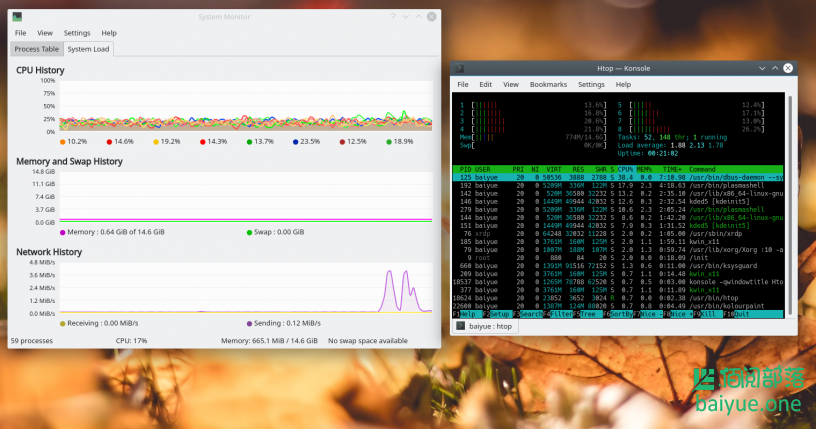 System Monitor
File View Settings Help
Process Table System Load
CPU History
100%
75%
50%
25%
0%
10.2% 14.6% 19.2% 14.3% 13.7% 23.5% 12.5% 18.9%
Memory and Swap History
14.8 GiB
11.1 GiB
7.4 GiB
3.7 GiB
0.0 GiB
Memory : 0.64 GiB of 14.6 GiB Swap : 0.00 GiB
Network History
4.8 MiB/s
3.6 MiB/s
2.4 MiB/s
1.2 MiB/s
0.0 MiB/s
Receiving : 0.00 MiB/s Sending : 0.12 MiB/s
59 processes CPU: 17% Memory: 665.1 MiB / 14.6 GiB No swap space available
Htop — Konsole
File Edit View Bookmarks Settings Help
1 [||||| 13.6%] 5 [||||| 12.4%]
2 [ 16.0%] 6 [ 17.1%]
3 [ 20.6%] 7 [ 13.0%]
4 [ 21.0%] 8 [ 26.2%]
Mem[ 774M/14.6G] Tasks: 52, 148 thr; 1 running
Swp[ 0K/0K] Load average: 1.88 2.13 1.78
Uptime: 00:21:02
PID USER PRI NI VIRT RES SHR S CPU% MEM% TIME+ Command
125 baiyue 20 0 50536 3888 2788 S 38.4 0.0 7:10.98 /usr/bin/dbus-daemon --sy
192 baiyue 20 0 5209M 336M 122M S 17.9 2.3 4:18.63 /usr/bin/plasmashell
142 baiyue 20 0 520M 36580 32232 S 13.2 0.2 2:35.10 /usr/lib/x86_64-linux-gnu
146 baiyue 20 0 1449M 49944 42032 S 12.6 0.3 2:32.54 kded5 [kdeinit5]
279 baiyue 20 0 5209M 336M 122M S 10.6 2.3 2:05.24 /usr/bin/plasmashell
144 baiyue 20 0 520M 36580 32232 S 8.6 0.2 1:42.20 /usr/lib/x86_64-linux-gnu
151 baiyue 20 0 1449M 49944 42032 S 7.9 0.3 1:31.52 kded5 [kdeinit5]
76 xrdp 20 0 64248 32032 11228 S 2.0 0.2 1:05.00 /usr/sbin/xrdp
185 baiyue 20 0 3761M 160M 125M S 2.0 1.1 1:59.11 kwin_x11
97 baiyue 20 0 1007M 188M 107M S 2.0 1.3 0:59.74 /usr/lib/xorg/Xorg :10 -a
9 root 20 0 880 84 20 S 2.0 0.0 0:18.09 /init
660 baiyue 20 0 1391M 91516 72152 S 1.3 0.6 0:11.00 /usr/bin/ksysguard
209 baiyue 20 0 3761M 160M 125M S 0.7 1.1 0:14.48 kwin_x11
18537 baiyue 20 0 1265M 78788 62520 S 0.7 0.5 0:03.00 konsole -qwindowtitle Hto
377 baiyue 20 0 3761M 160M 125M S 0.7 1.1 0:11.89 kwin_x11
18624 baiyue 20 0 23852 3652 3024 R 0.7 0.0 0:02.38 /usr/bin/htop
22600 baiyue 20 0 1387M 124M 88020 S 0.7 0.8 0:04.49 /usr/bin/kolourpaint
F1Help F2Setup F3Search F4Filter F5Tree F6SortBy F7Nice - F8Nice + F9Kill F10Quit
baiyue : htop
佰阅部落
baiyue.one